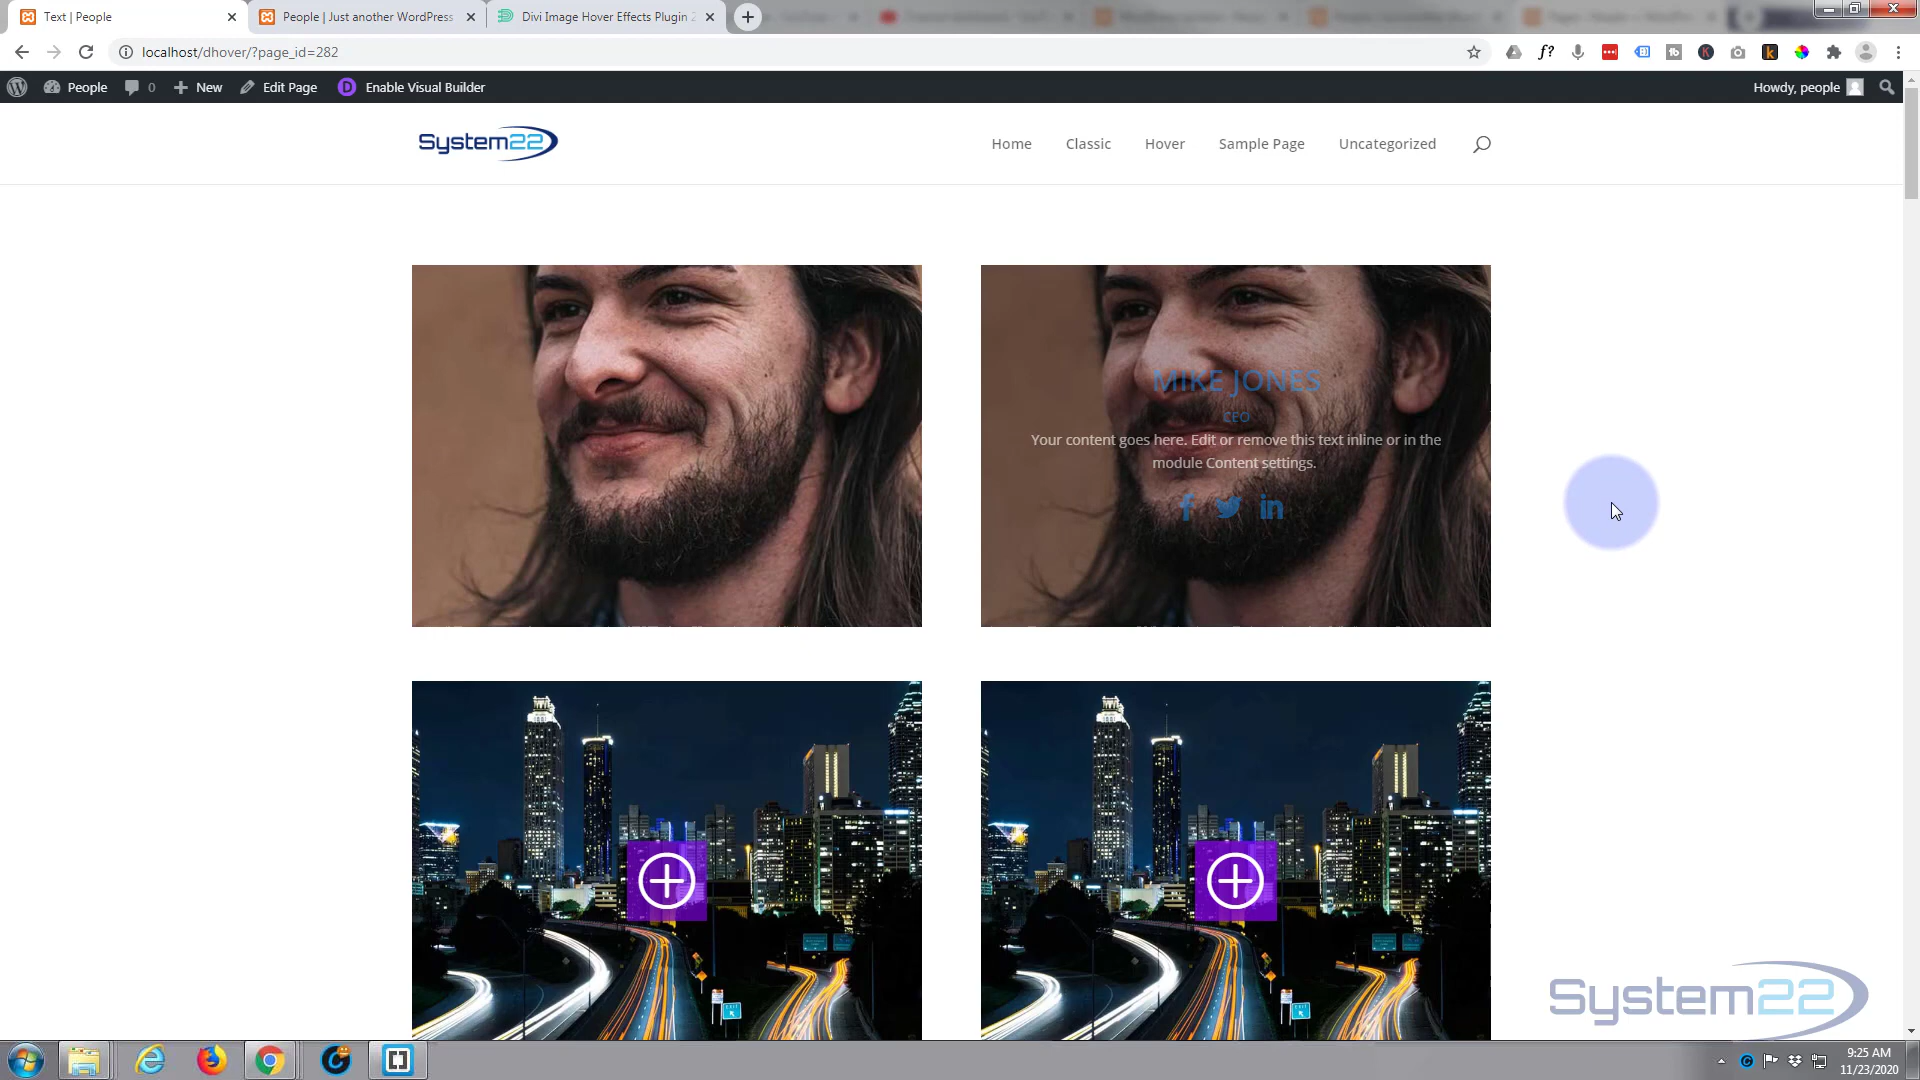 Text | People
People | Just another WordPress
Divi Image Hover Effects Plugin 2
localhost/dhover/?page_id=282
People
0
New
Edit Page
Enable Visual Builder
Howdy, people
System22
Home
Classic
Hover
Sample Page
Uncategorized
MIKE JONES
CEO
Your content goes here. Edit or remove this text inline or in the
module Content settings.
System22
9:25 AM
11/23/2020